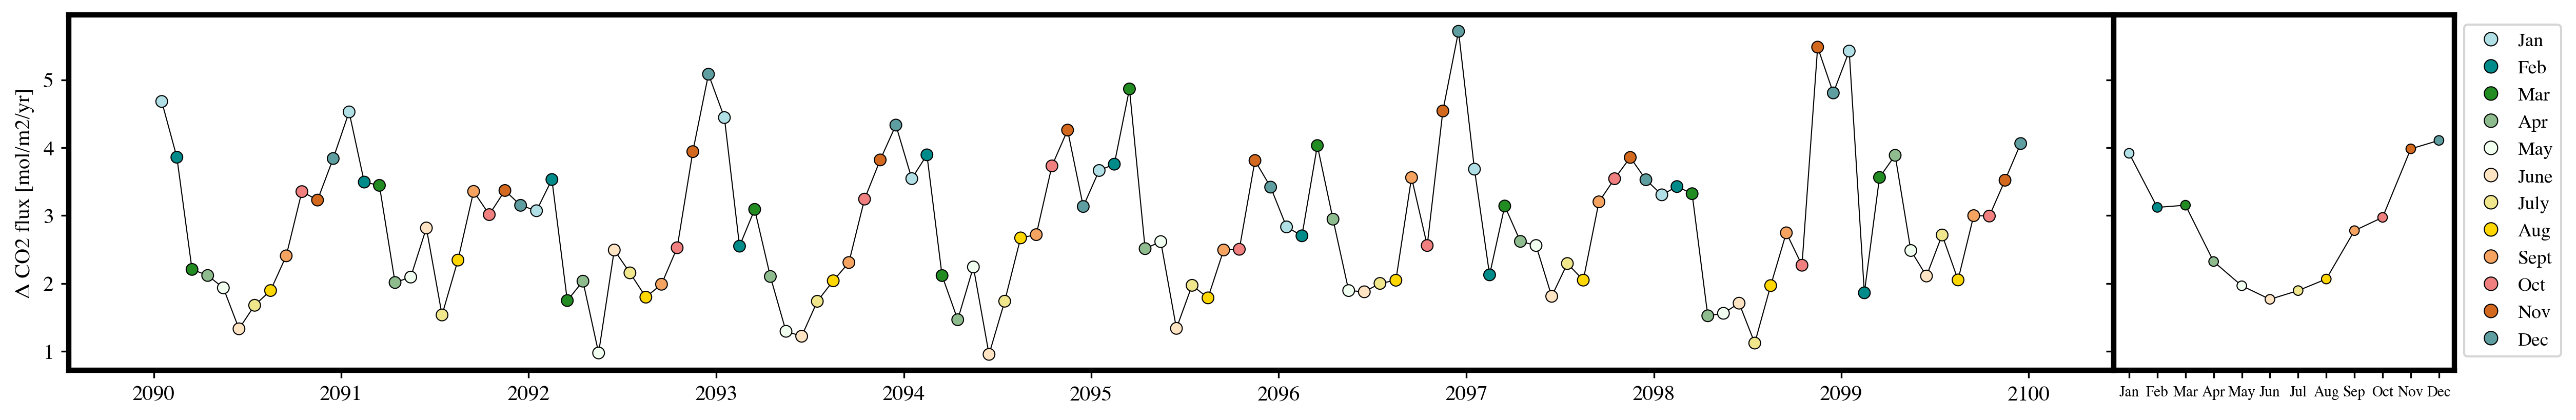 Δ CO2 flux [mol/m2/yr]
5
4
3
2
1
2090 2091 2092 2093 2094 2095 2096 2097 2098 2099 2100
Jan Feb Mar Apr May Jun Jul Aug Sep Oct Nov Dec
Jan
Feb
Mar
Apr
May
June
July
Aug
Sept
Oct
Nov
Dec